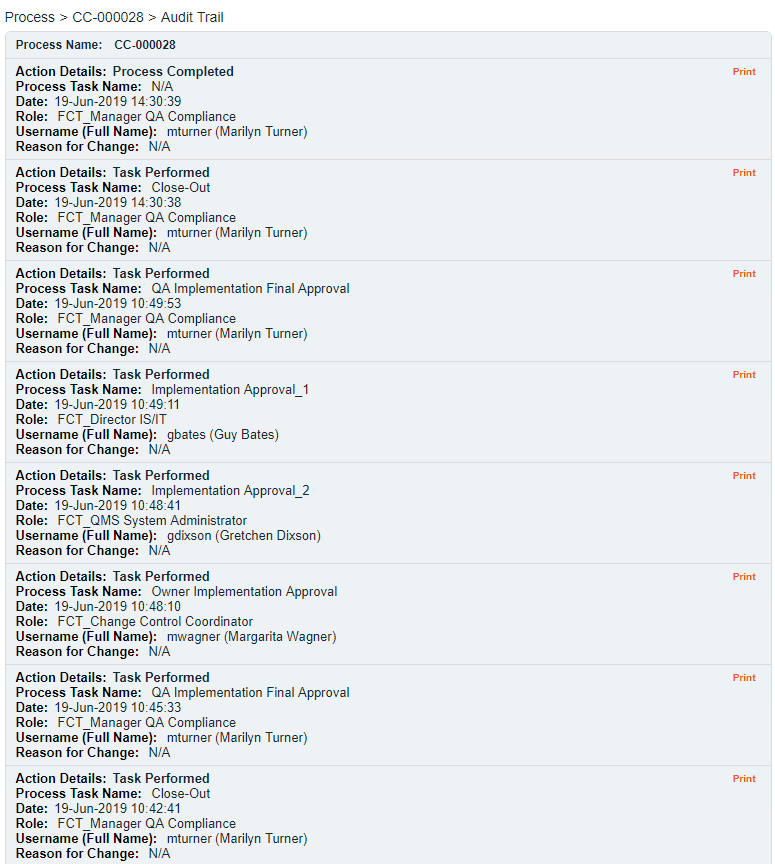 Process > CC-000028 > Audit Trail
Process Name: CC-000028
Action Details: Process Completed Print
Process Task Name: N/A
Date: 19-Jun-2019 14:30:39
Role: FCT_Manager QA Compliance
Username (Full Name): mturner (Marilyn Turner)
Reason for Change: N/A
Action Details: Task Performed Print
Process Task Name: Close-Out
Date: 19-Jun-2019 14:30:38
Role: FCT_Manager QA Compliance
Username (Full Name): mturner (Marilyn Turner)
Reason for Change: N/A
Action Details: Task Performed Print
Process Task Name: QA Implementation Final Approval
Date: 19-Jun-2019 10:49:53
Role: FCT_Manager QA Compliance
Username (Full Name): mturner (Marilyn Turner)
Reason for Change: N/A
Action Details: Task Performed Print
Process Task Name: Implementation Approval_1
Date: 19-Jun-2019 10:49:11
Role: FCT_Director IS/IT
Username (Full Name): gbates (Guy Bates)
Reason for Change: N/A
Action Details: Task Performed Print
Process Task Name: Implementation Approval_2
Date: 19-Jun-2019 10:48:41
Role: FCT_QMS System Administrator
Username (Full Name): gdixson (Gretchen Dixson)
Reason for Change: N/A
Action Details: Task Performed Print
Process Task Name: Owner Implementation Approval
Date: 19-Jun-2019 10:48:10
Role: FCT_Change Control Coordinator
Username (Full Name): mwagner (Margarita Wagner)
Reason for Change: N/A
Action Details: Task Performed Print
Process Task Name: QA Implementation Final Approval
Date: 19-Jun-2019 10:45:33
Role: FCT_Manager QA Compliance
Username (Full Name): mturner (Marilyn Turner)
Reason for Change: N/A
Action Details: Task Performed Print
Process Task Name: Close-Out
Date: 19-Jun-2019 10:42:41
Role: FCT_Manager QA Compliance
Username (Full Name): mturner (Marilyn Turner)
Reason for Change: N/A